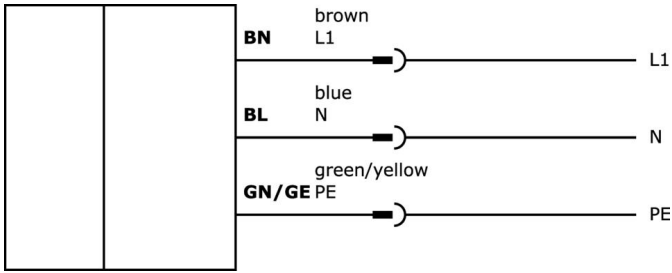 brown
BN L1 L1
blue
BL N N
green/yellow
GN/GE PE PE